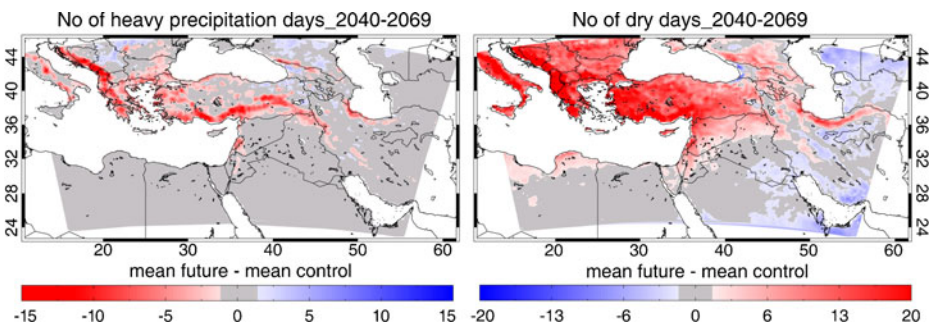 No of heavy precipitation days_2040-2069
44
40
36
32
28
24
20 30 40 50 60
mean future - mean control
-15 -10 -5 0 5 10 15
No of dry days_2040-2069
44
40
36
32
28
24
20 30 40 50 60
mean future - mean control
-20 -13 -6 0 6 13 20